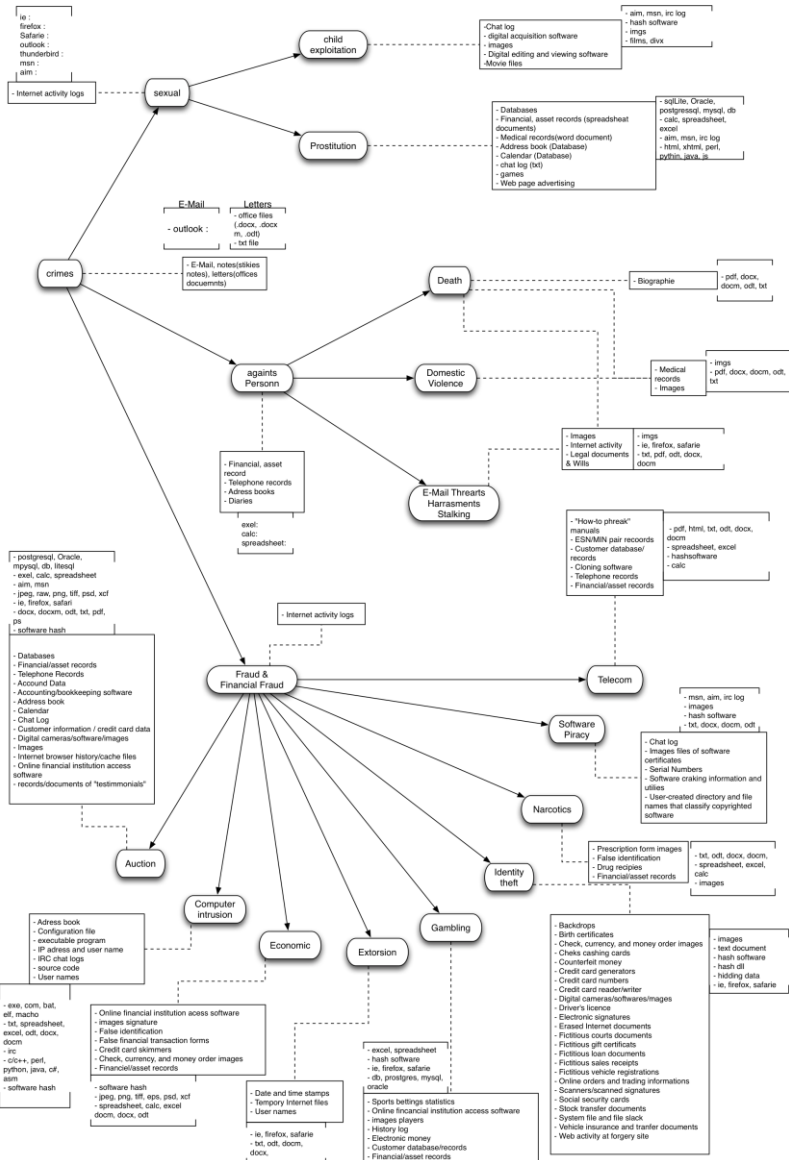 ie :
firefox :
Safarie :
outlook :
thunderbird :
msn :
aim :
- Internet activity logs
sexual
child
exploitation
-Chat log
- digital acquisition software
- images
- Digital editing and viewing software
-Movie files
- aim, msn, irc log
- hash software
- imgs
- films, divx
Prostitution
- Databases
- Financial, asset records (spreadsheat
documents)
- Medical records(word document)
- Address book (Database)
- Calendar (Database)
- chat log (txt)
- games
- Web page advertising
- sqlLite, Oracle,
postgressql, mysql, db
- calc, spreadsheet,
excel
- aim, msn, irc log
- html, xhtml, perl,
pythin, java, js
E-Mail
- outlook :
Letters
- office files
(.docx, .docx
m, .odt)
- txt file
crimes
- E-Mail, notes(stikies
notes), letters(offices
docuemnts)
Death
- Biographie
- pdf, docx,
docm, odt, txt
againts
Personn
Domestic
Violence
- Medical
records
- Images
- imgs
- pdf, docx, docm, odt,
txt
- Financial, asset
record
- Telephone records
- Adress books
- Diaries
exel:
calc:
spreadsheet:
E-Mail Threarts
Harrasments
Stalking
- Images
- Internet activity
- Legal documents
& Wills
- imgs
- ie, firefox, safarie
- txt, pdf, odt, docx,
docm
- "How-to phreak"
manuals
- ESN/MIN pair recoords
- Customer database/
records
- Cloning software
- Telephone records
- Financial/asset records
- pdf, html, txt, odt, docx,
docm
- spreadsheet, excel
- hashsoftware
- calc
- postgresql, Oracle,
mpysql, db, litesql
- exel, calc, spreadsheet
- aim, msn
- jpeg, raw, png, tiff, psd, xcf
- ie, firefox, safari
- docx, docxm, odt, txt, pdf,
ps
- software hash
- Databases
- Financial/asset records
- Telephone Records
- Accound Data
- Accounting/bookkeeping software
- Address book
- Calendar
- Chat Log
- Customer information / credit card data
- Digital cameras/software/images
- Images
- Internet browser history/cache files
- Online financial institution access
software
- records/documents of "testimmonials"
- Internet activity logs
Fraud &
Financial Fraud
Telecom
Software
Piracy
- msn, aim, irc log
- images
- hash software
- txt, docx, docm, odt
- Chat log
- Images files of software
certificates
- Serial Numbers
- Software craking information and
utilies
- User-created directory and file
names that classify copyrighted
software
Narcotics
- Prescription form images
- False identification
- Drug recipies
- Financial/asset records
- txt, odt, docx, docm,
- spreadsheet, excel,
calc
- images
Auction
Computer
intrusion
Economic
Extorsion
Gambling
Identity
theft
- Adress book
- Configuration file
- executable program
- IP adress and user name
- IRC chat logs
- source code
- User names
- exe, com, bat,
elf, macho
- txt, spreadsheet,
excel, odt, docx,
docm
- irc
- c/c++, perl,
python, java, c#,
asm
- software hash
- Online financial institution acess software
- images signature
- False identification
- False financial transaction forms
- Credit card skimmers
- Check, currency, and money order images
- Financiel/asset records
- software hash
- jpeg, png, tiff, eps, psd, xcf
- spreadsheet, calc, excel
docm, docx, odt
- Date and time stamps
- Tempory Internet files
- User names
- ie, firefox, safarie
- txt, odt, docm,
docx,
- excel, spreadsheet
- hash software
- ie, firefox, safarie
- db, prostgres, mysql,
oracle
- Sports bettings statistics
- Online fincancial institution access software
- images players
- History log
- Electronic money
- Customer database/records
- Financial/asset records
- Backdrops
- Birth certificates
- Check, currency, and money order images
- Cheks cashing cards
- Counterfeit money
- Credit card generators
- Credit card numbers
- Credit card reader/writer
- Digital cameras/softwares/mages
- Driver's licence
- Electronic signatures
- Erased Internet documents
- Fictitious courts documents
- Fictitious gift certificats
- Fictitious loan documents
- Fictitious sales receipts
- Fictitious vehicle registrations
- Online orders and trading informations
- Scanners/scanned signatures
- Social security cards
- Stock transfer documents
- System file and file slack
- Vehicle insurance and tranfer documents
- Web activity at forgery site
- images
- text document
- hash software
- hash dll
- hidding data
- ie, firefox, safarie